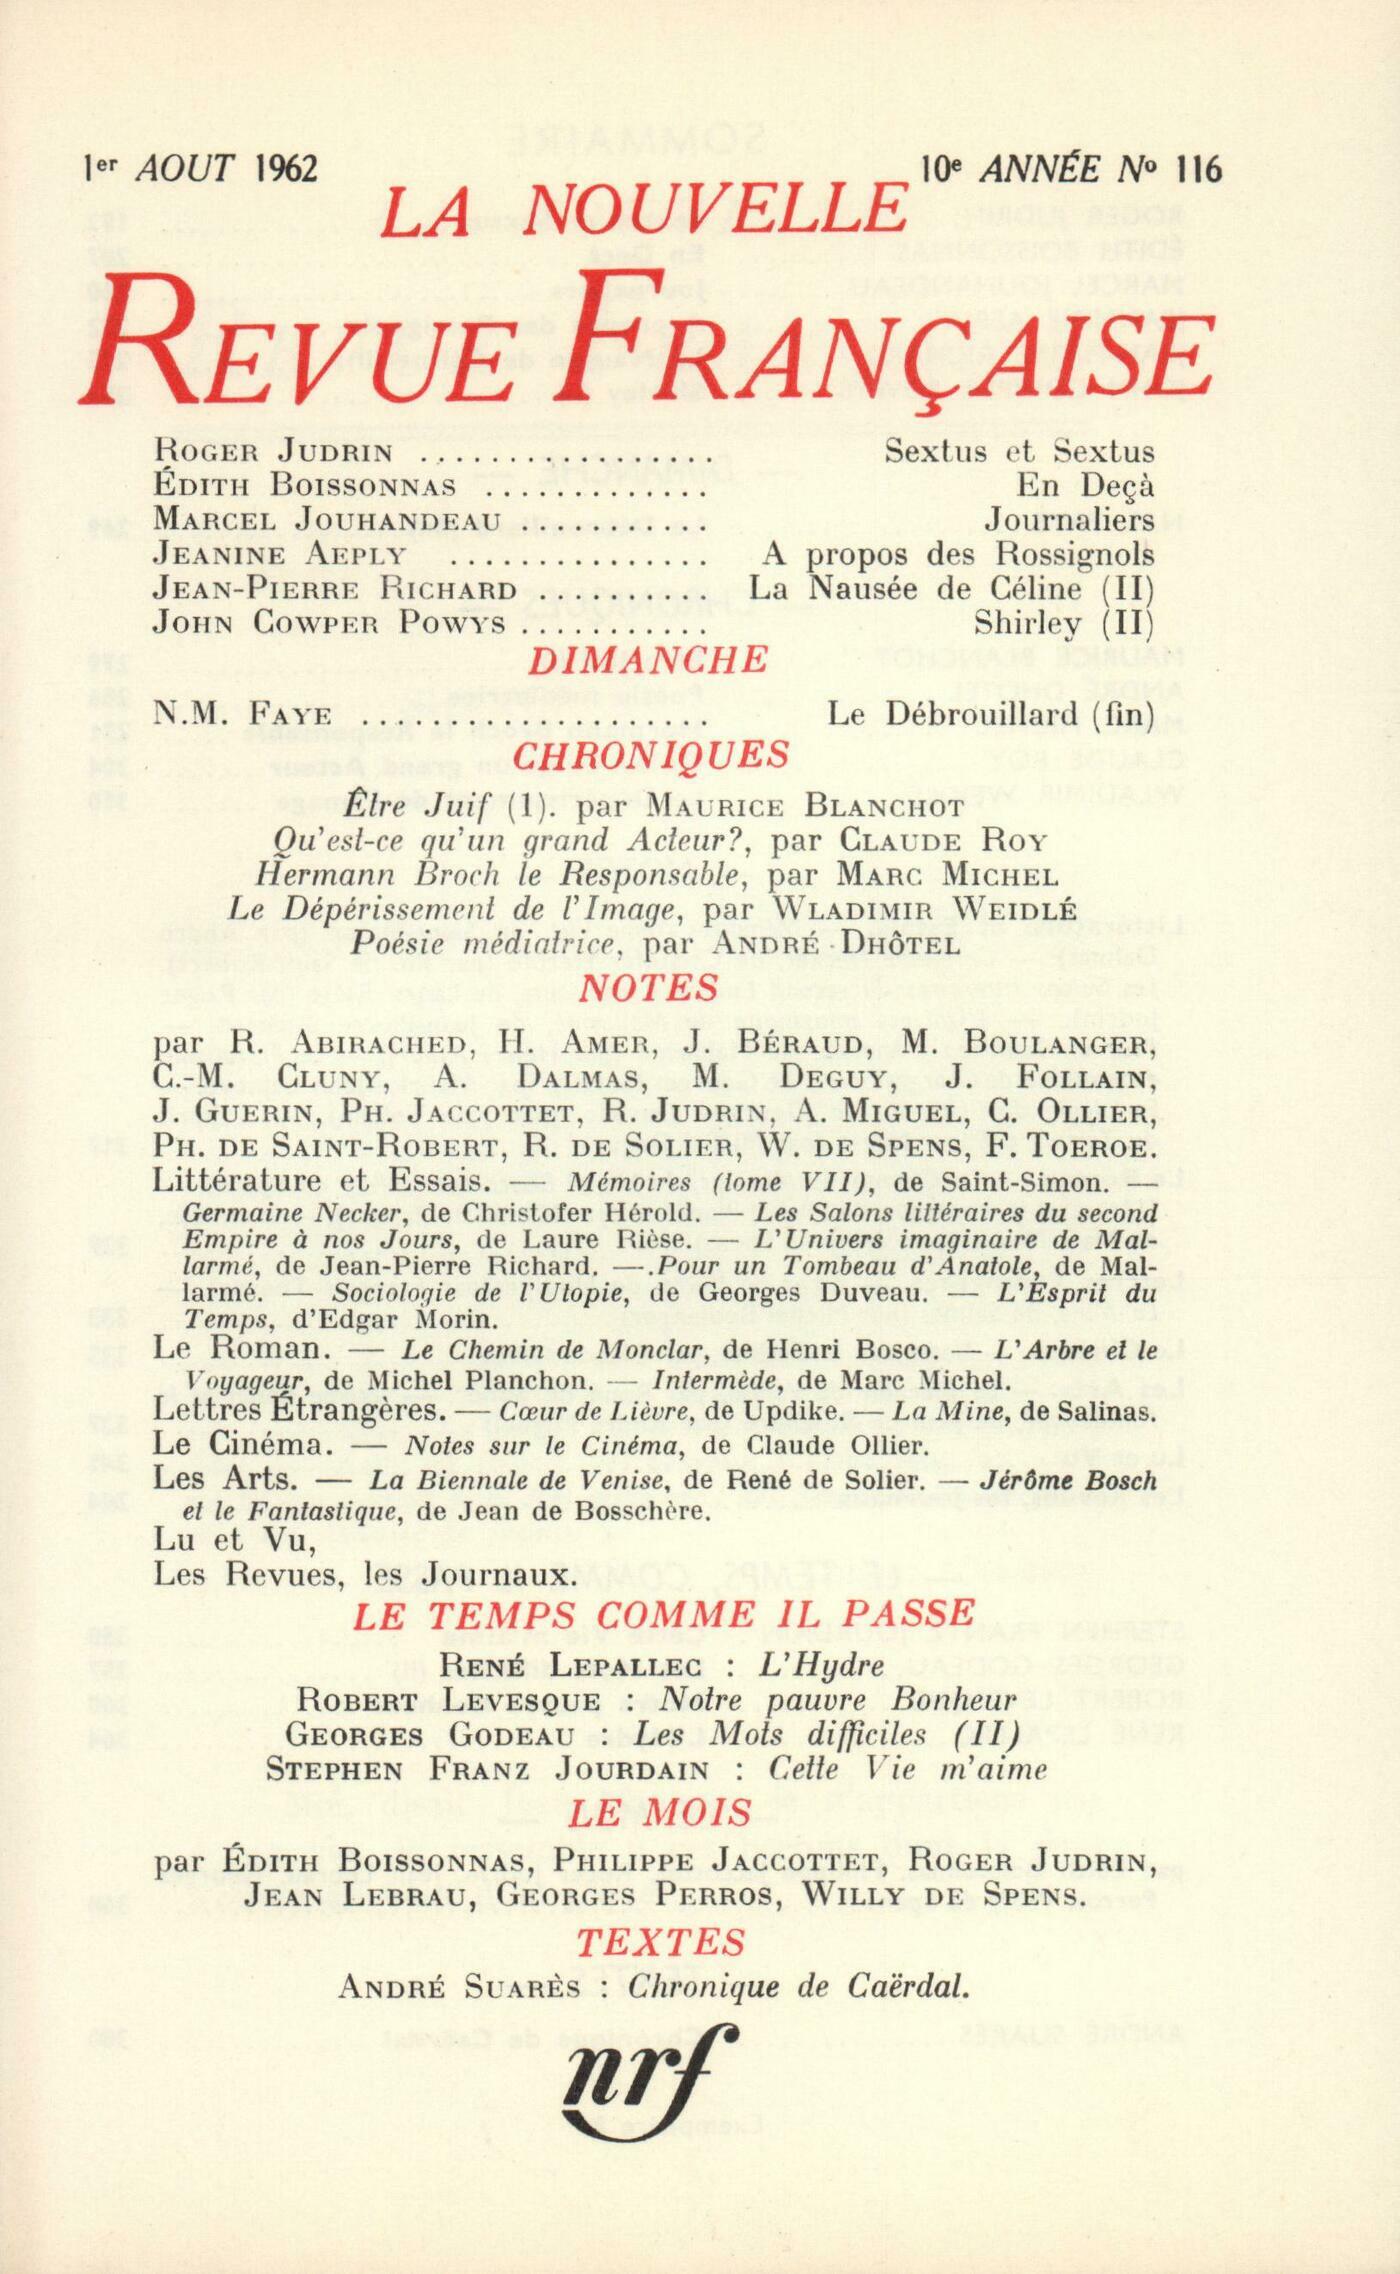 1er AOUT 1962
10e ANNÉE No 116
LA NOUVELLE
REVUE FRANÇAISE
ROGER JUDRIN ................. Sextus et Sextus
ÉDITH BOISSONNAS ............. En Deçà
MARCEL JOUHANDEAU ........... Journaliers
JEANINE AEPLY ............... A propos des Rossignols
JEAN-PIERRE RICHARD .......... La Nausée de Céline (II)
JOHN COWPER POWYS ........... Shirley (II)
DIMANCHE
N.M. FAYE .................... Le Débrouillard (fin)
CHRONIQUES
Être Juif (1). par MAURICE BLANCHOT
Qu'est-ce qu'un grand Acteur?, par CLAUDE ROY
Hermann Broch le Responsable, par MARC MICHEL
Le Dépérissement de l'Image, par WLADIMIR WEIDLÉ
Poésie médiatrice, par ANDRÉ DHÔTEL
NOTES
par R. ABIRACHED, H. AMER, J. BÉRAUD, M. BOULANGER,
C.-M. CLUNY, A. DALMAS, M. DEGUY, J. FOLLAIN,
J. GUERIN, PH. JACCOTTET, R. JUDRIN, A. MIGUEL, C. OLLIER,
PH. DE SAINT-ROBERT, R. DE SOLIER, W. DE SPENS, F. TOEROE.
Littérature et Essais. — Mémoires (tome VII), de Saint-Simon. —
Germaine Necker, de Christofer Hérold. — Les Salons littéraires du second
Empire à nos Jours, de Laure Rièse. — L'Univers imaginaire de Mal-
larmé, de Jean-Pierre Richard. —.Pour un Tombeau d'Anatole, de Mal-
larmé. — Sociologie de l'Utopie, de Georges Duveau. — L'Esprit du
Temps, d'Edgar Morin.
Le Roman. — Le Chemin de Monclar, de Henri Bosco. — L'Arbre et le
Voyageur, de Michel Planchon. — Intermède, de Marc Michel.
Lettres Étrangères. — Cœur de Lièvre, de Updike. — La Mine, de Salinas.
Le Cinéma. — Notes sur le Cinéma, de Claude Ollier.
Les Arts. — La Biennale de Venise, de René de Solier. — Jérôme Bosch
et le Fantastique, de Jean de Bosschère.
Lu et Vu,
Les Revues, les Journaux.
LE TEMPS COMME IL PASSE
RENÉ LEPALLEC : L'Hydre
ROBERT LEVESQUE : Notre pauvre Bonheur
GEORGES GODEAU : Les Mots difficiles (II)
STEPHEN FRANZ JOURDAIN : Cette Vie m'aime
LE MOIS
par ÉDITH BOISSONNAS, PHILIPPE JACCOTTET, ROGER JUDRIN,
JEAN LEBRAU, GEORGES PERROS, WILLY DE SPENS.
TEXTES
ANDRÉ SUARÈS : Chronique de Caërdal.
nrf